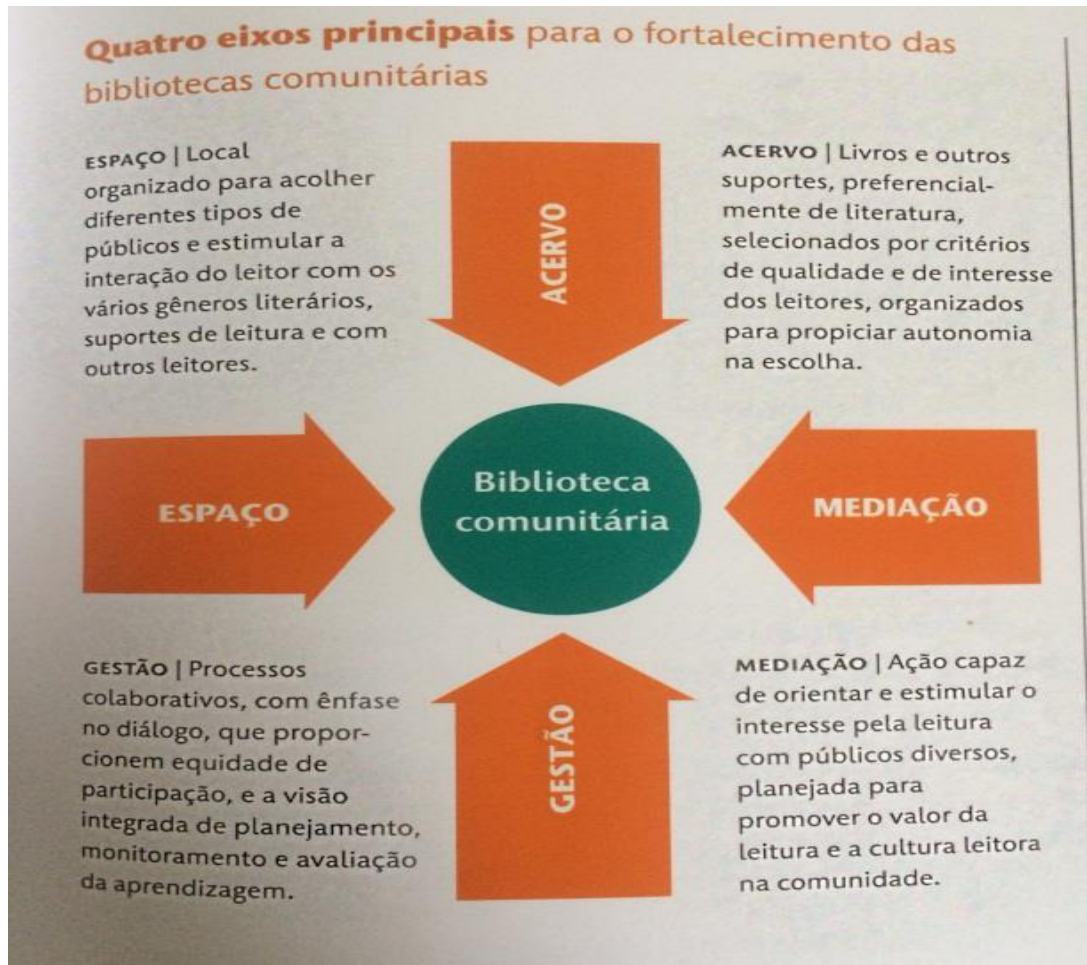 Quatro eixos principais para o fortalecimento das
bibliotecas comunitárias
ESPAÇO | Local
organizado para acolher
diferentes tipos de
públicos e estimular a
interação do leitor com os
vários gêneros literários,
suportes de leitura e com
outros leitores.
ACERVO
ACERVO | Livros e outros
suportes, preferencial-
mente de literatura,
selecionados por critérios
de qualidade e de interesse
dos leitores, organizados
para propiciar autonomia
na escolha.
ESPAÇO
Biblioteca
comunitária
MEDIAÇÃO
GESTÃO | Processos
colaborativos, com ênfase
no diálogo, que propor-
cionem equidade de
participação, e a visão
integrada de planejamento,
monitoramento e avaliação
da aprendizagem.
GESTÃO
MEDIAÇÃO | Ação capaz
de orientar e estimular o
interesse pela leitura
com públicos diversos,
planejada para
promover o valor da
leitura e a cultura leitora
na comunidade.